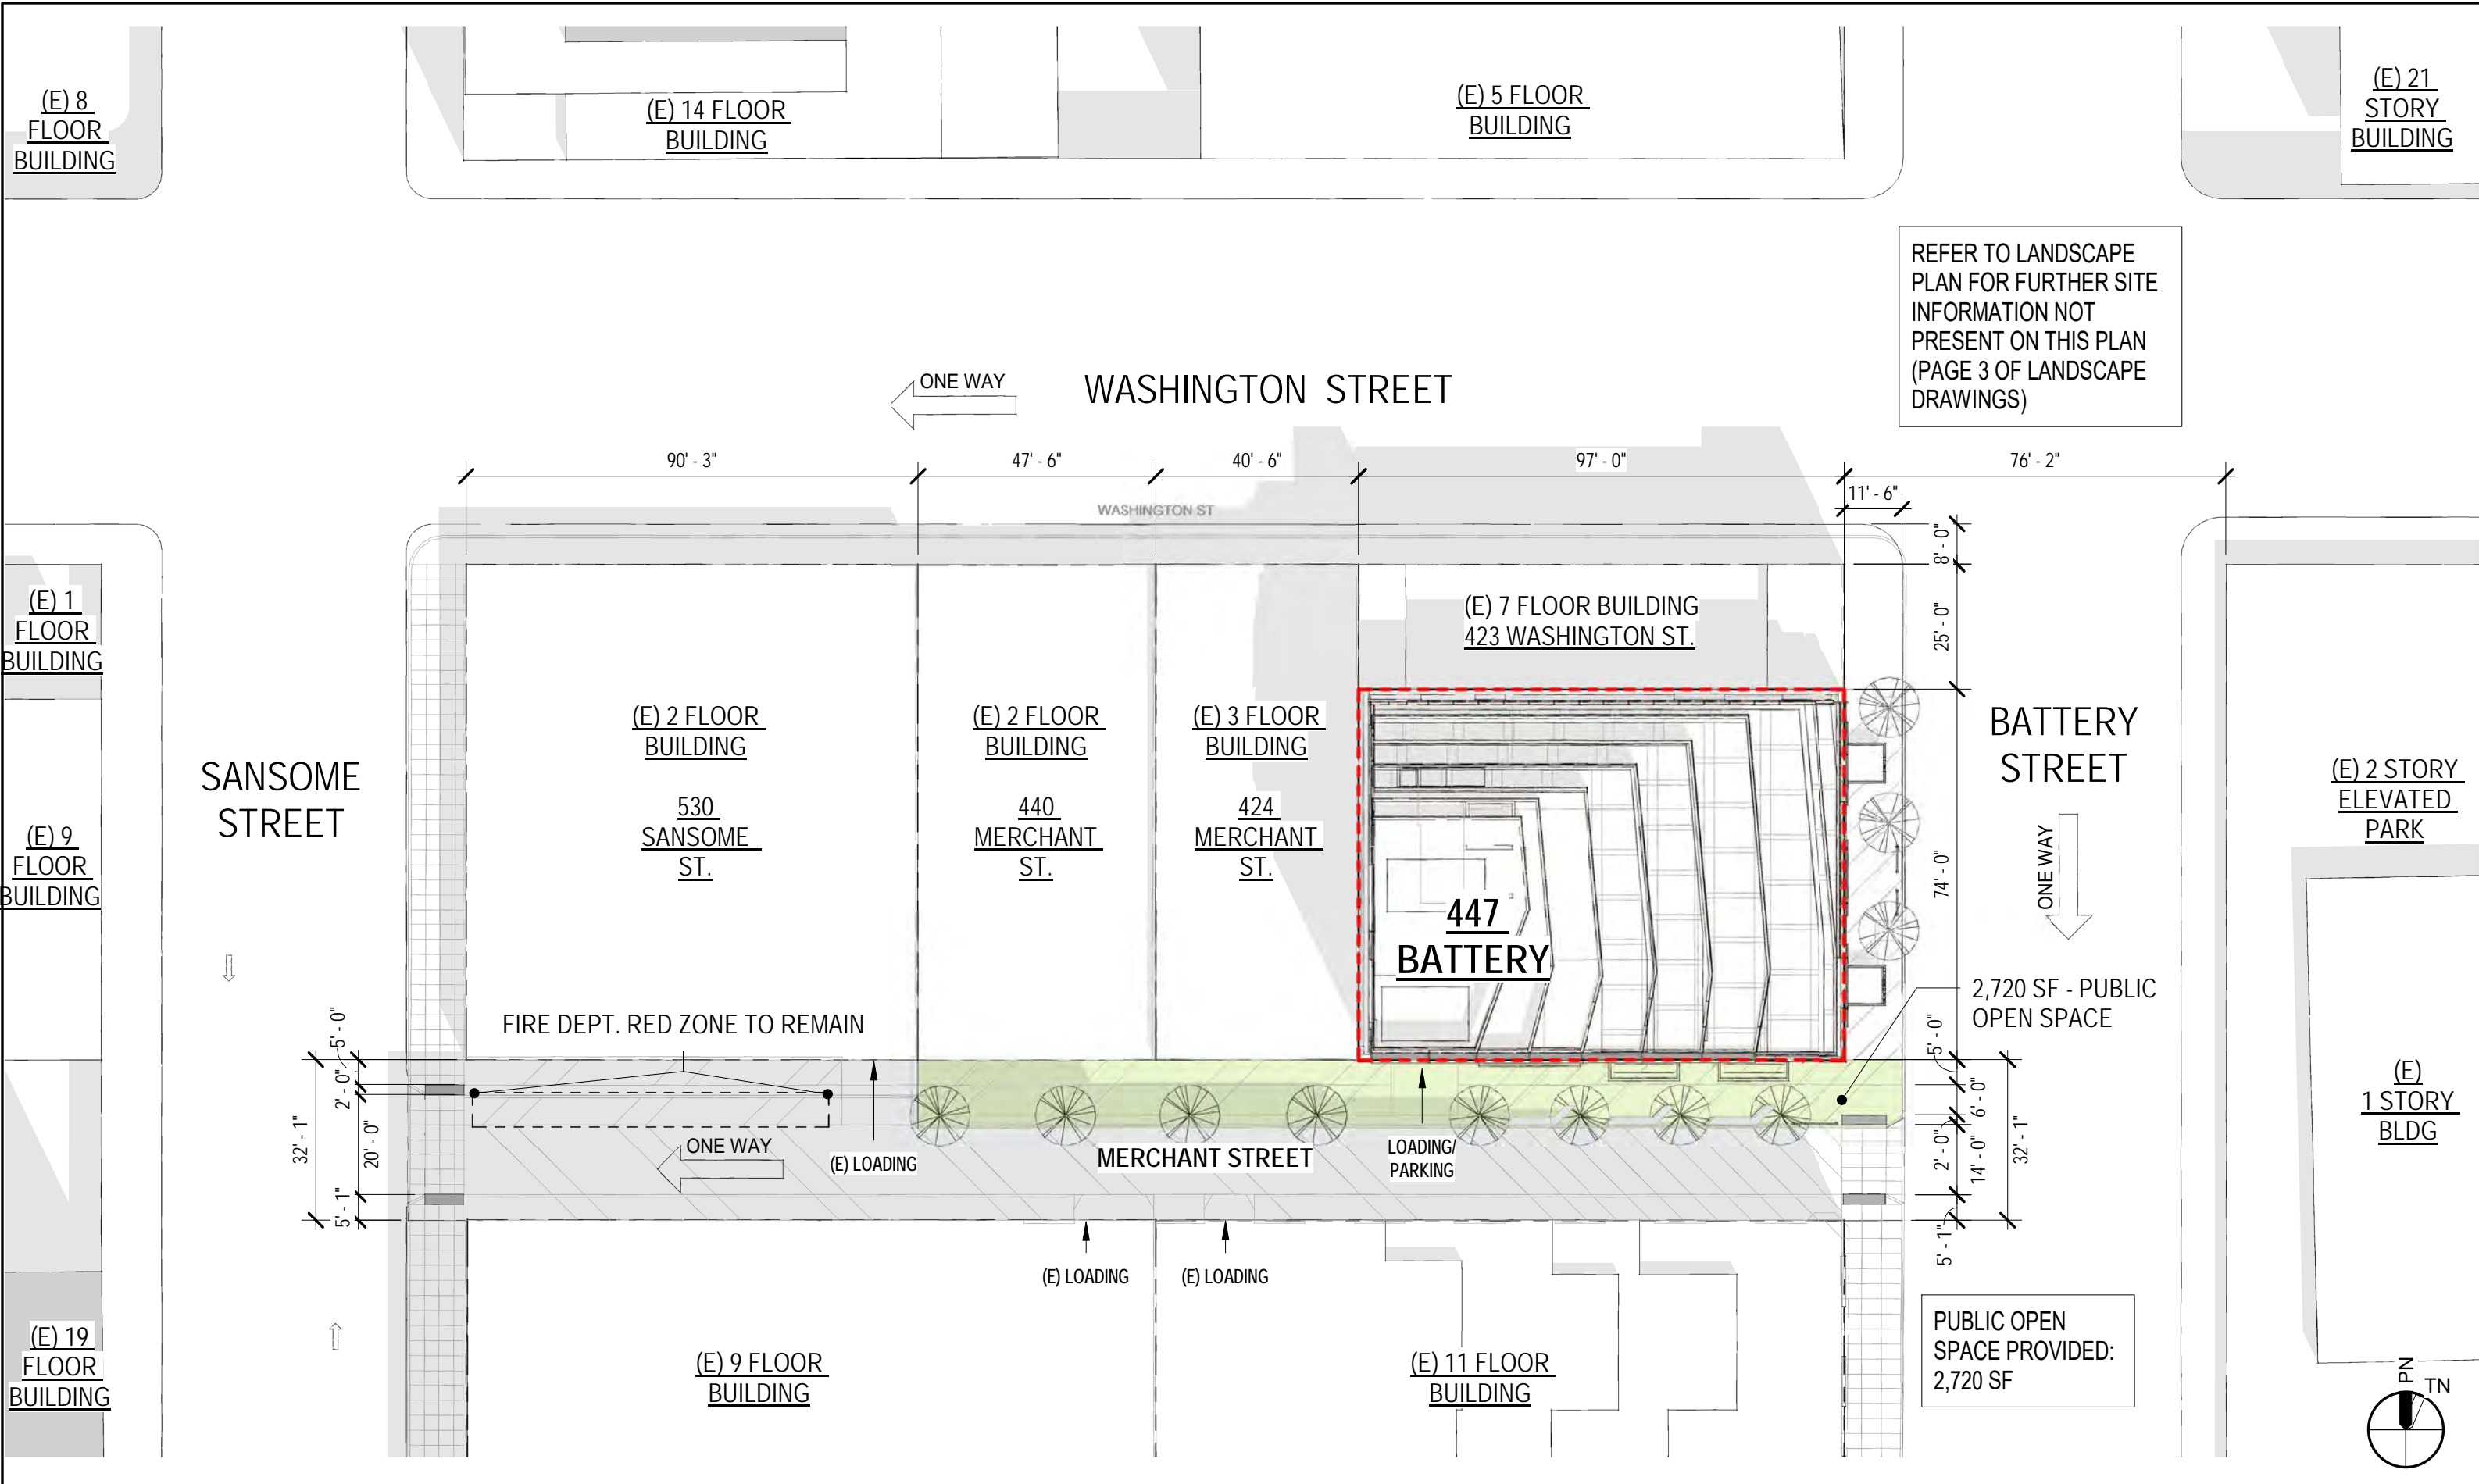 (E) 8
FLOOR
BUILDING
(E) 14 FLOOR
BUILDING
(E) 5 FLOOR
BUILDING
(E) 21
STORY
BUILDING
REFER TO LANDSCAPE
PLAN FOR FURTHER SITE
INFORMATION NOT
PRESENT ON THIS PLAN
(PAGE 3 OF LANDSCAPE
DRAWINGS)
ONE WAY
WASHINGTON STREET
90' - 3"
47' - 6"
40' - 6"
97' - 0"
76' - 2"
11' - 6"
WASHINGTON ST
8' - 0"
25' - 0"
74' - 0"
(E) 1
FLOOR
BUILDING
(E) 7 FLOOR BUILDING
423 WASHINGTON ST.
(E) 2 FLOOR
BUILDING
530
SANSOME
ST.
(E) 2 FLOOR
BUILDING
440
MERCHANT
ST.
(E) 3 FLOOR
BUILDING
424
MERCHANT
ST.
SANSOME
STREET
BATTERY
STREET
ONE WAY
(E) 2 STORY
ELEVATED
PARK
(E) 9
FLOOR
BUILDING
447
BATTERY
2,720 SF - PUBLIC
OPEN SPACE
FIRE DEPT. RED ZONE TO REMAIN
5' - 0"
2' - 0"
20' - 0"
5' - 1"
32' - 1"
5' - 0"
6' - 0"
2' - 0"
14' - 0"
5' - 1"
32' - 1"
ONE WAY
(E) LOADING
MERCHANT STREET
LOADING/
PARKING
(E)
1 STORY
BLDG
(E) LOADING
(E) LOADING
(E) 19
FLOOR
BUILDING
(E) 9 FLOOR
BUILDING
(E) 11 FLOOR
BUILDING
PUBLIC OPEN
SPACE PROVIDED:
2,720 SF
PN
TN